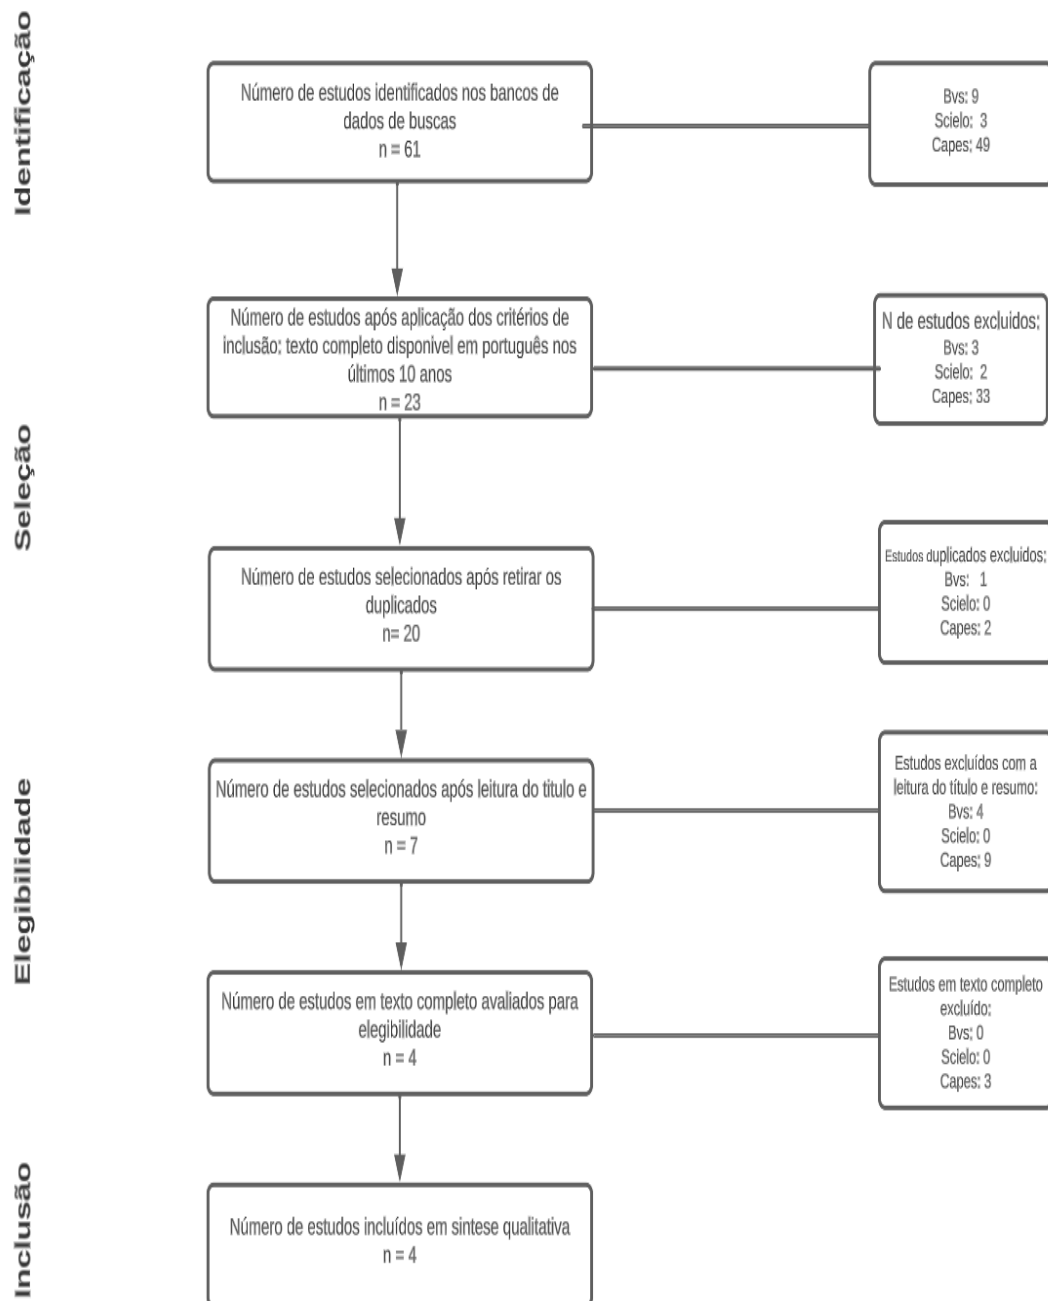 Identificação
Número de estudos identificados nos bancos de
dados de buscas
n = 61
Bvs: 9
Scielo: 3
Capes: 49
Seleção
Número de estudos após aplicação dos critérios de
inclusão: texto completo disponivel em português nos
últimos 10 anos
n = 23
N de estudos excluidos:
Bvs: 3
Scielo: 2
Capes: 33
Número de estudos selecionados após retirar os
duplicados
n= 20
Estudos duplicados excluidos:
Bvs: 1
Scielo: 0
Capes: 2
Elegibilidade
Número de estudos selecionados após leitura do titulo e
resumo
n = 7
Estudos excluídos com a
leitura do título e resumo:
Bvs: 4
Scielo: 0
Capes: 9
Número de estudos em texto completo avaliados para
elegibilidade
n = 4
Estudos em texto completo
excluído:
Bvs: 0
Scielo: 0
Capes: 3
Inclusão
Número de estudos incluídos em sintese qualitativa
n = 4